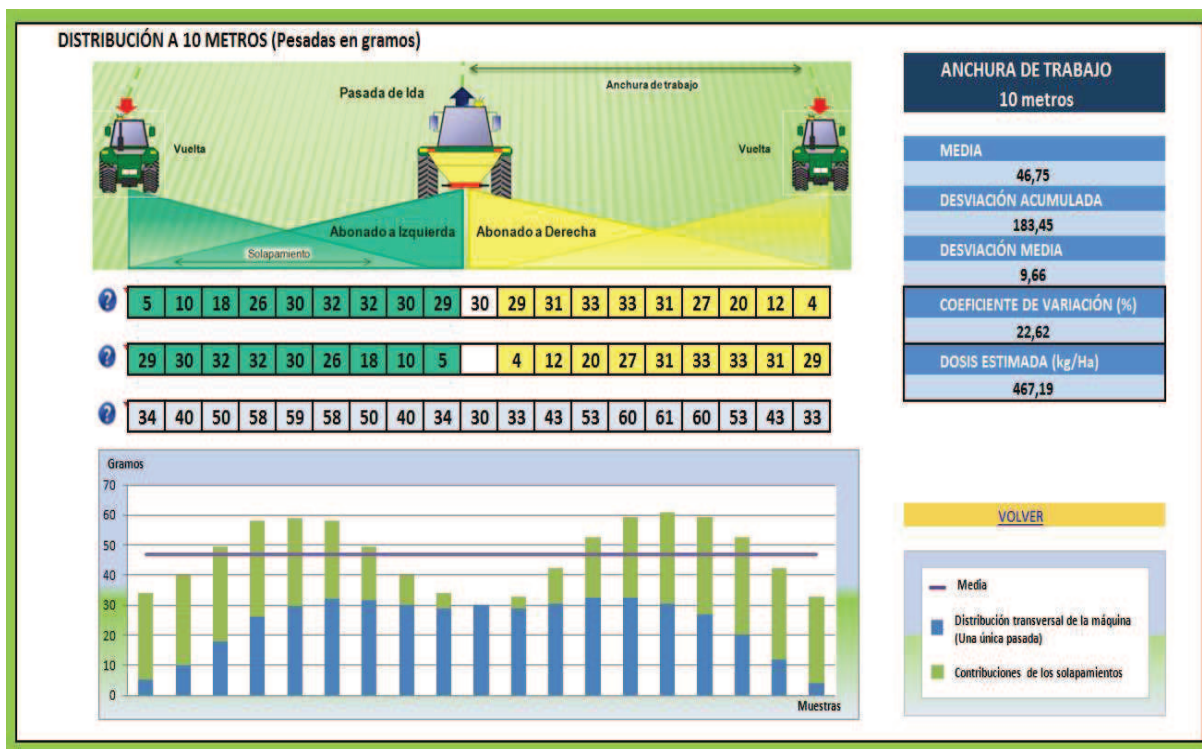 DISTRIBUCIÓN A 10 METROS (Pesadas en gramos)
Pasada de Ida
Anchura de trabajo
Vuelta
Vuelta
Abonado a Izquierda
Abonado a Derecha
Solapamiento
? 5 10 18 26 30 32 32 30 29 30 29 31 33 33 31 27 20 12 4
? 29 30 32 32 30 26 18 10 5 4 12 20 27 31 33 33 31 29
? 34 40 50 58 59 58 50 40 34 30 33 43 53 60 61 60 53 43 33
Gramos
70
60
50
40
30
20
10
0
Muestras
ANCHURA DE TRABAJO
10 metros
MEDIA
46,75
DESVIACIÓN ACUMULADA
183,45
DESVIACIÓN MEDIA
9,66
COEFICIENTE DE VARIACIÓN (%)
22,62
DOSIS ESTIMADA (kg/Ha)
467,19
VOLVER
Media
Distribución transversal de la máquina
(Una única pasada)
Contribuciones de los solapamientos